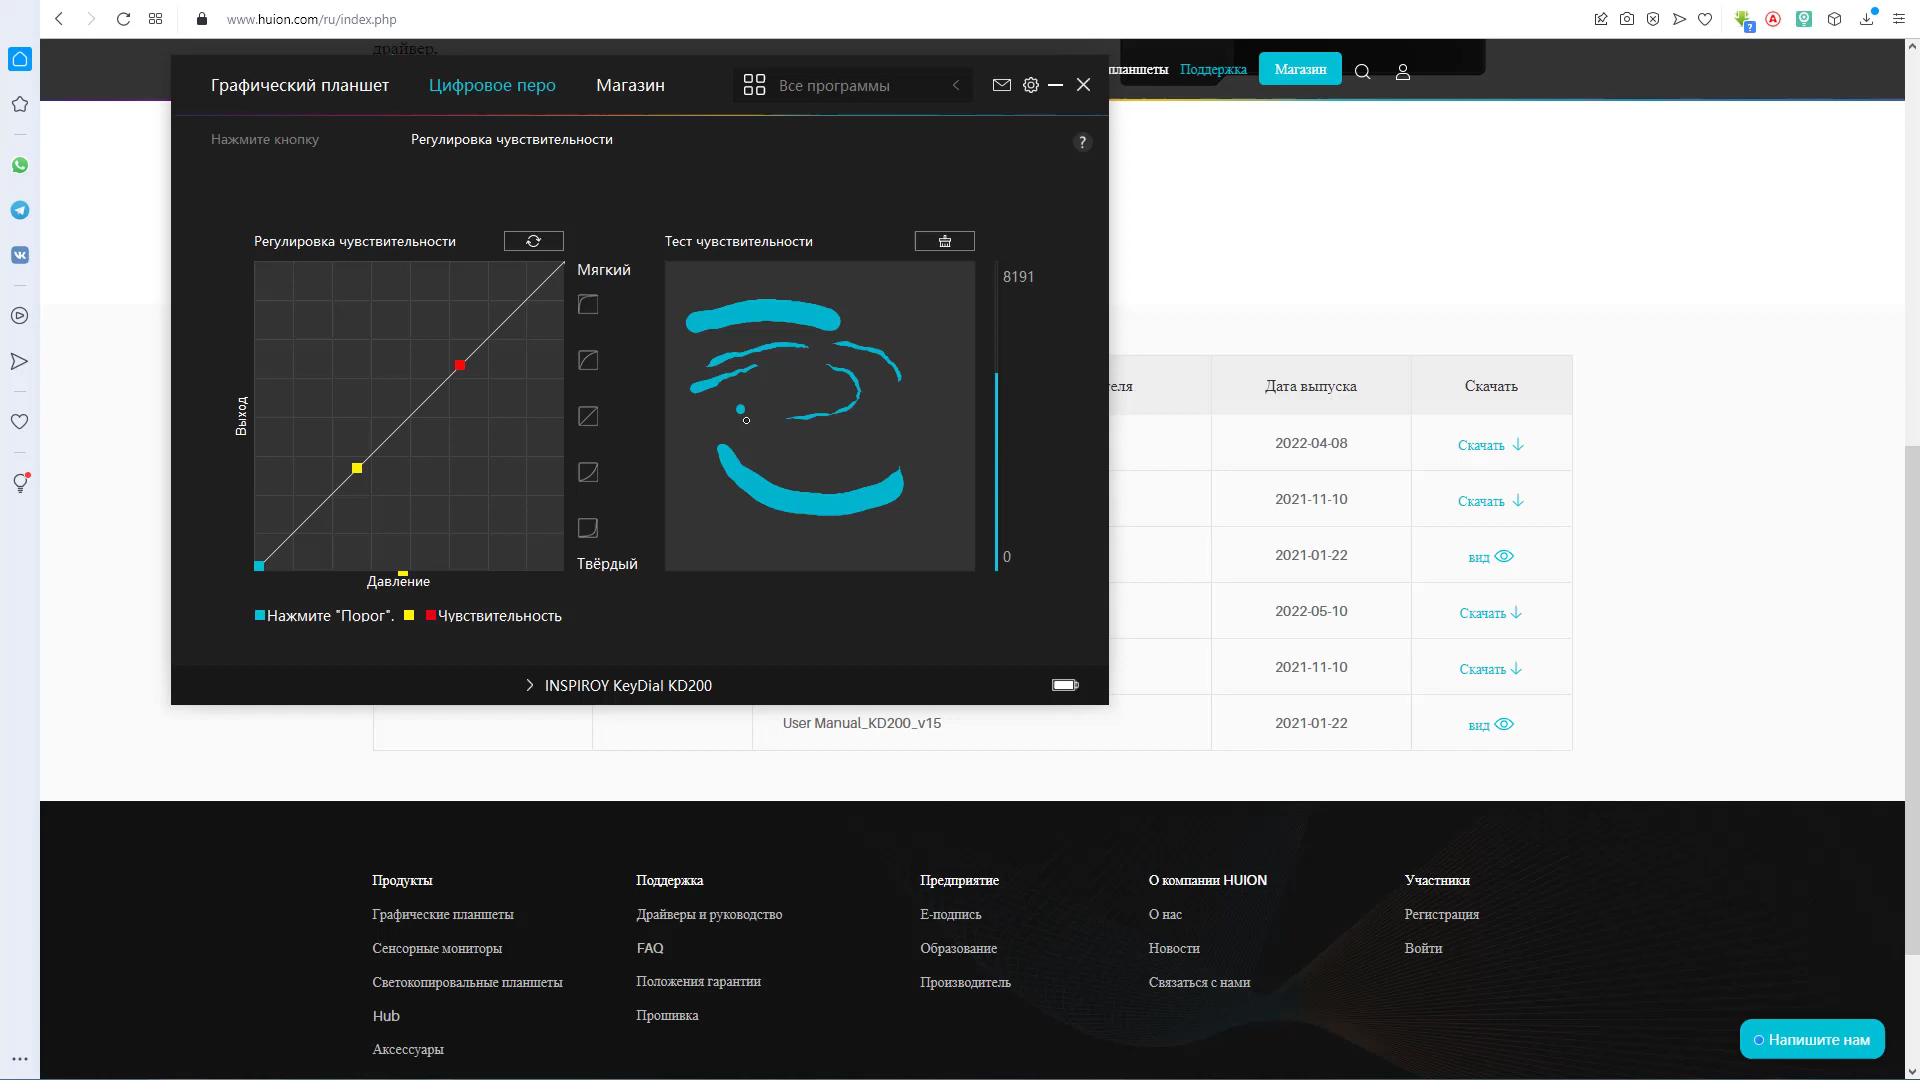 www.huion.com/ru/index.php
драйвер.
Графический планшет
Цифровое перо
Магазин
Все программы
планшеты
Поддержка
Магазин
Нажмите кнопку
Регулировка чувствительности
?
Регулировка чувствительности
Тест чувствительности
Мягкий
8191
Выход
Твёрдый
0
Давление
Нажмите "Порог".
Чувствительность
INSPIROY KeyDial KD200
теля
Дата выпуска
Скачать
2022-04-08
Скачать
2021-11-10
Скачать
2021-01-22
вид
2022-05-10
Скачать
2021-11-10
Скачать
User Manual_KD200_v15
2021-01-22
вид
Продукты
Поддержка
Предприятие
О компании HUION
Участники
Графические планшеты
Драйверы и руководство
Е-подпись
О нас
Регистрация
Сенсорные мониторы
FAQ
Образование
Новости
Войти
Светокопировальные планшеты
Положения гарантии
Производитель
Связаться с нами
Hub
Прошивка
Аксессуары
Напишите нам